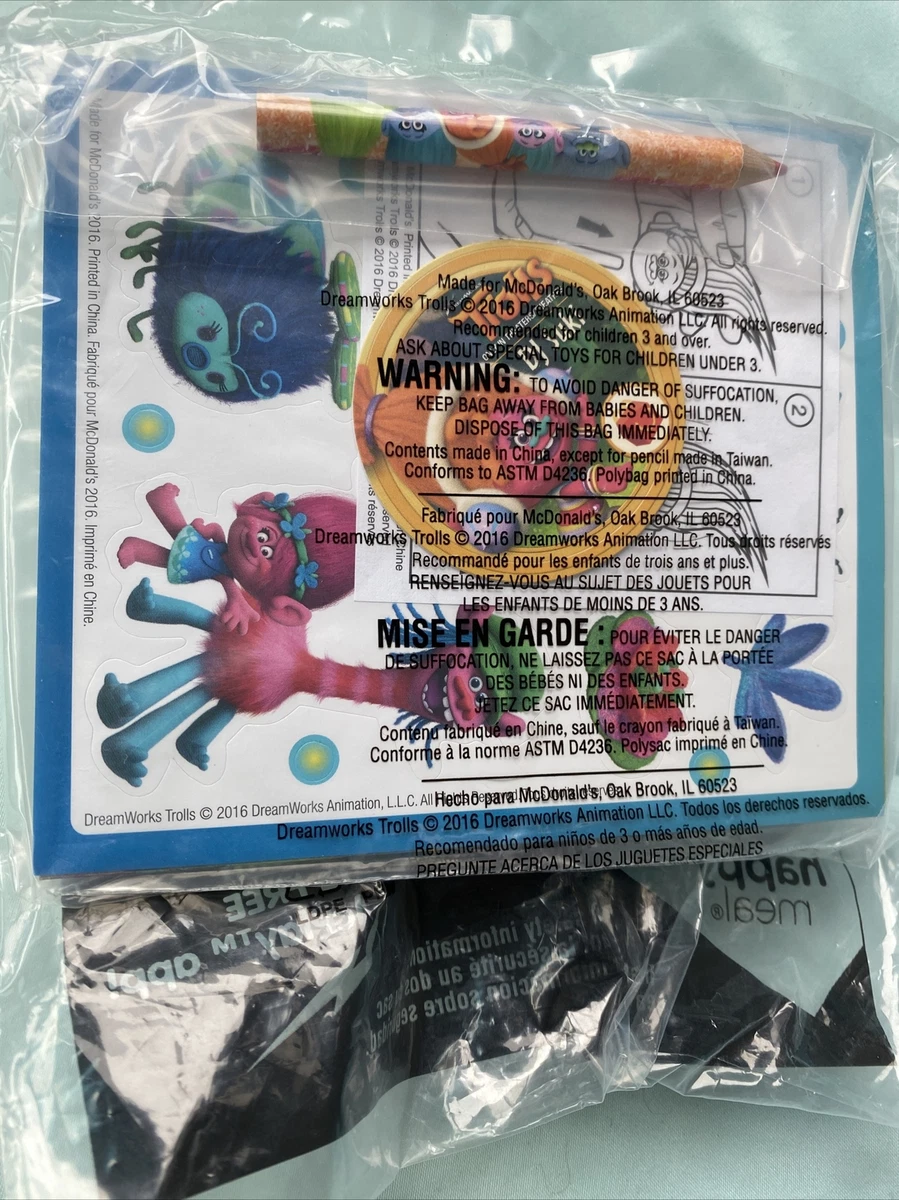 Made for McDonald's 2016. Printed in China. Fabriqué pour McDonald's 2016. Imprimé en Chine.
1
Made for McDonald's, Oak Brook, IL 60523
Dreamworks Trolls © 2016 Dreamworks Animation LLC. All rights reserved.
Recommended for children 3 and over.
ASK ABOUT SPECIAL TOYS FOR CHILDREN UNDER 3.
WARNING: TO AVOID DANGER OF SUFFOCATION,
KEEP BAG AWAY FROM BABIES AND CHILDREN.
DISPOSE OF THIS BAG IMMEDIATELY.
2
Contents made in China, except for pencil made in Taiwan.
Conforms to ASTM D4236. Polybag printed in China.
Fabriqué pour McDonald's, Oak Brook, IL 60523
Dreamworks Trolls © 2016 Dreamworks Animation LLC. Tous droits réservés
Recommandé pour les enfants de trois ans et plus.
RENSEIGNEZ-VOUS AU SUJET DES JOUETS POUR
LES ENFANTS DE MOINS DE 3 ANS.
MISE EN GARDE : POUR ÉVITER LE DANGER
DE SUFFOCATION, NE LAISSEZ PAS CE SAC À LA PORTÉE
DES BÉBÉS NI DES ENFANTS.
JETEZ CE SAC IMMÉDIATEMENT.
Contenu fabriqué en Chine, sauf le crayon fabriqué à Taïwan.
Conforme à la norme ASTM D4236. Polysac imprimé en Chine.
Hecho para McDonald's, Oak Brook, IL 60523
DreamWorks Trolls © 2016 DreamWorks Animation, L.L.C. All
Dreamworks Trolls © 2016 Dreamworks Animation LLC. Todos los derechos reservados.
Recomendado para niños de 3 o más años de edad.
PREGUNTE ACERCA DE LOS JUGUETES ESPECIALES
FREE
LDPE
happy
meal®
app!
information
sécurité au dos
sobre